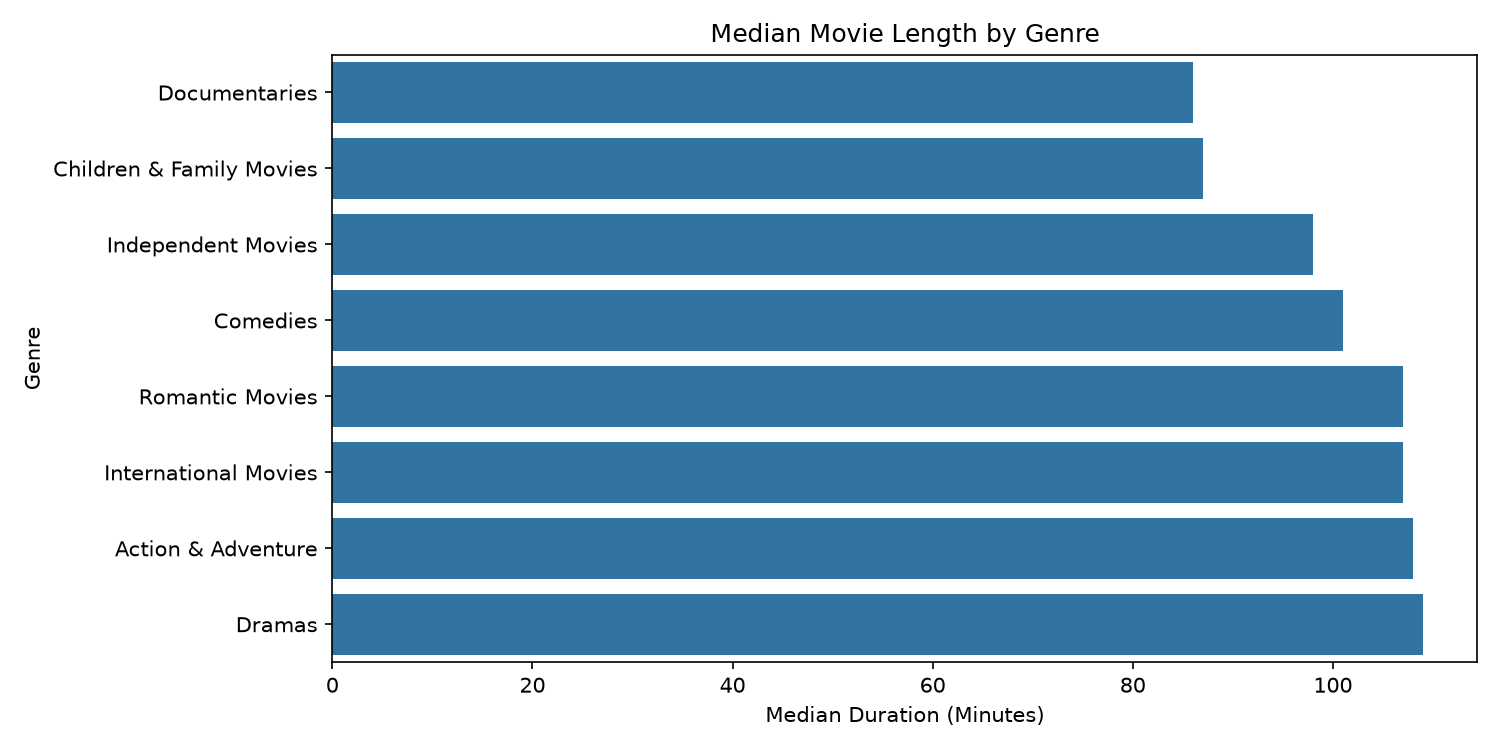 Median Movie Length by Genre
Genre
Documentaries
Children & Family Movies
Independent Movies
Comedies
Romantic Movies
International Movies
Action & Adventure
Dramas
0 20 40 60 80 100
Median Duration (Minutes)